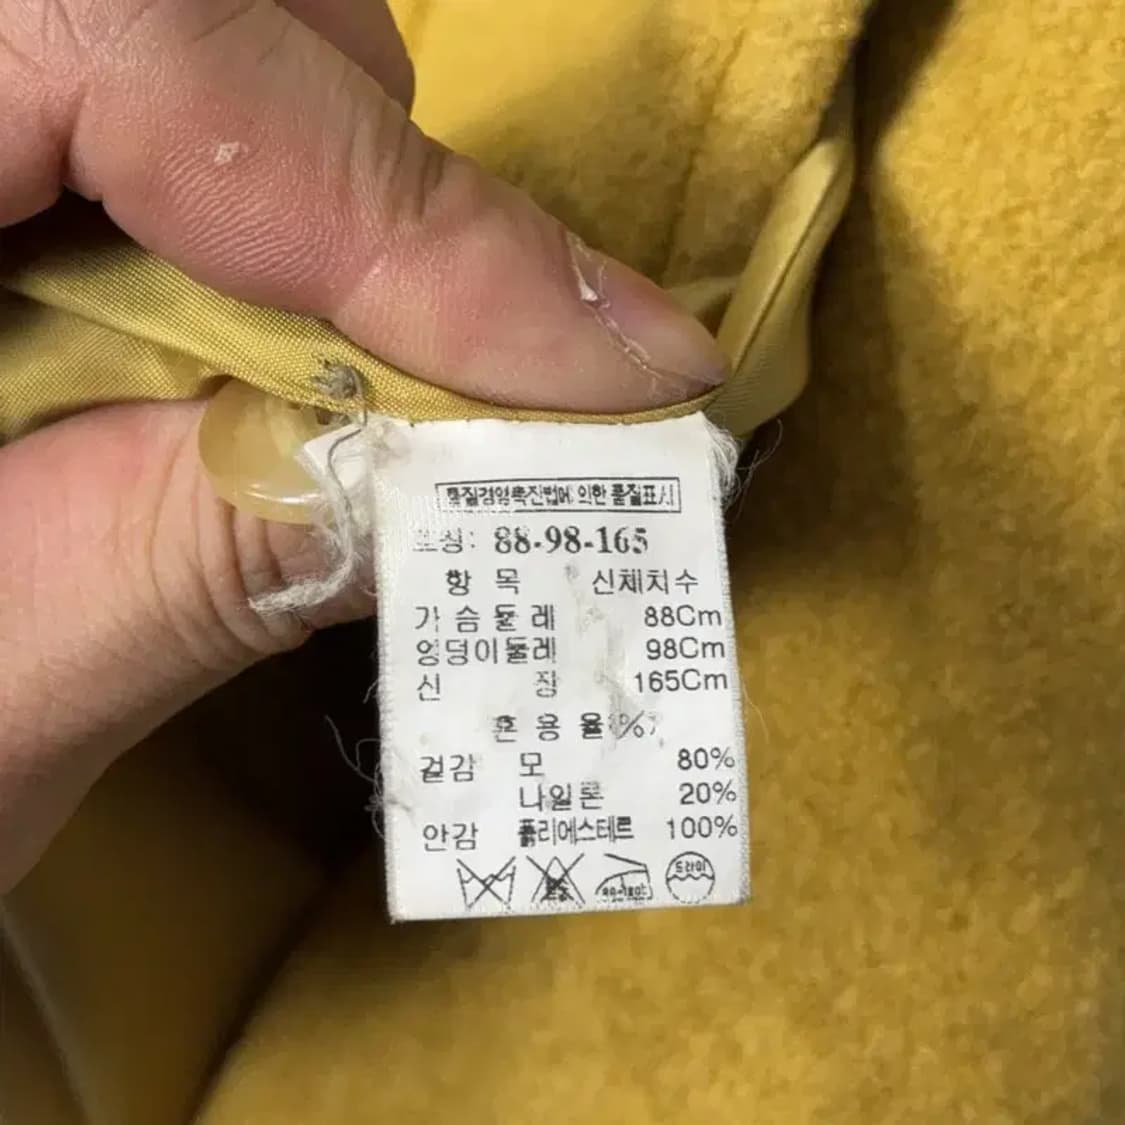 품질경영촉진법에 의한 품질표시
호칭: 88-98-165
항 목 신체치수
가 슴 둘 레 88Cm
엉덩이둘레 98Cm
신 장 165Cm
혼 용 율(%)
겉감 모 80%
나일론 20%
안감 폴리에스테르 100%
드라이